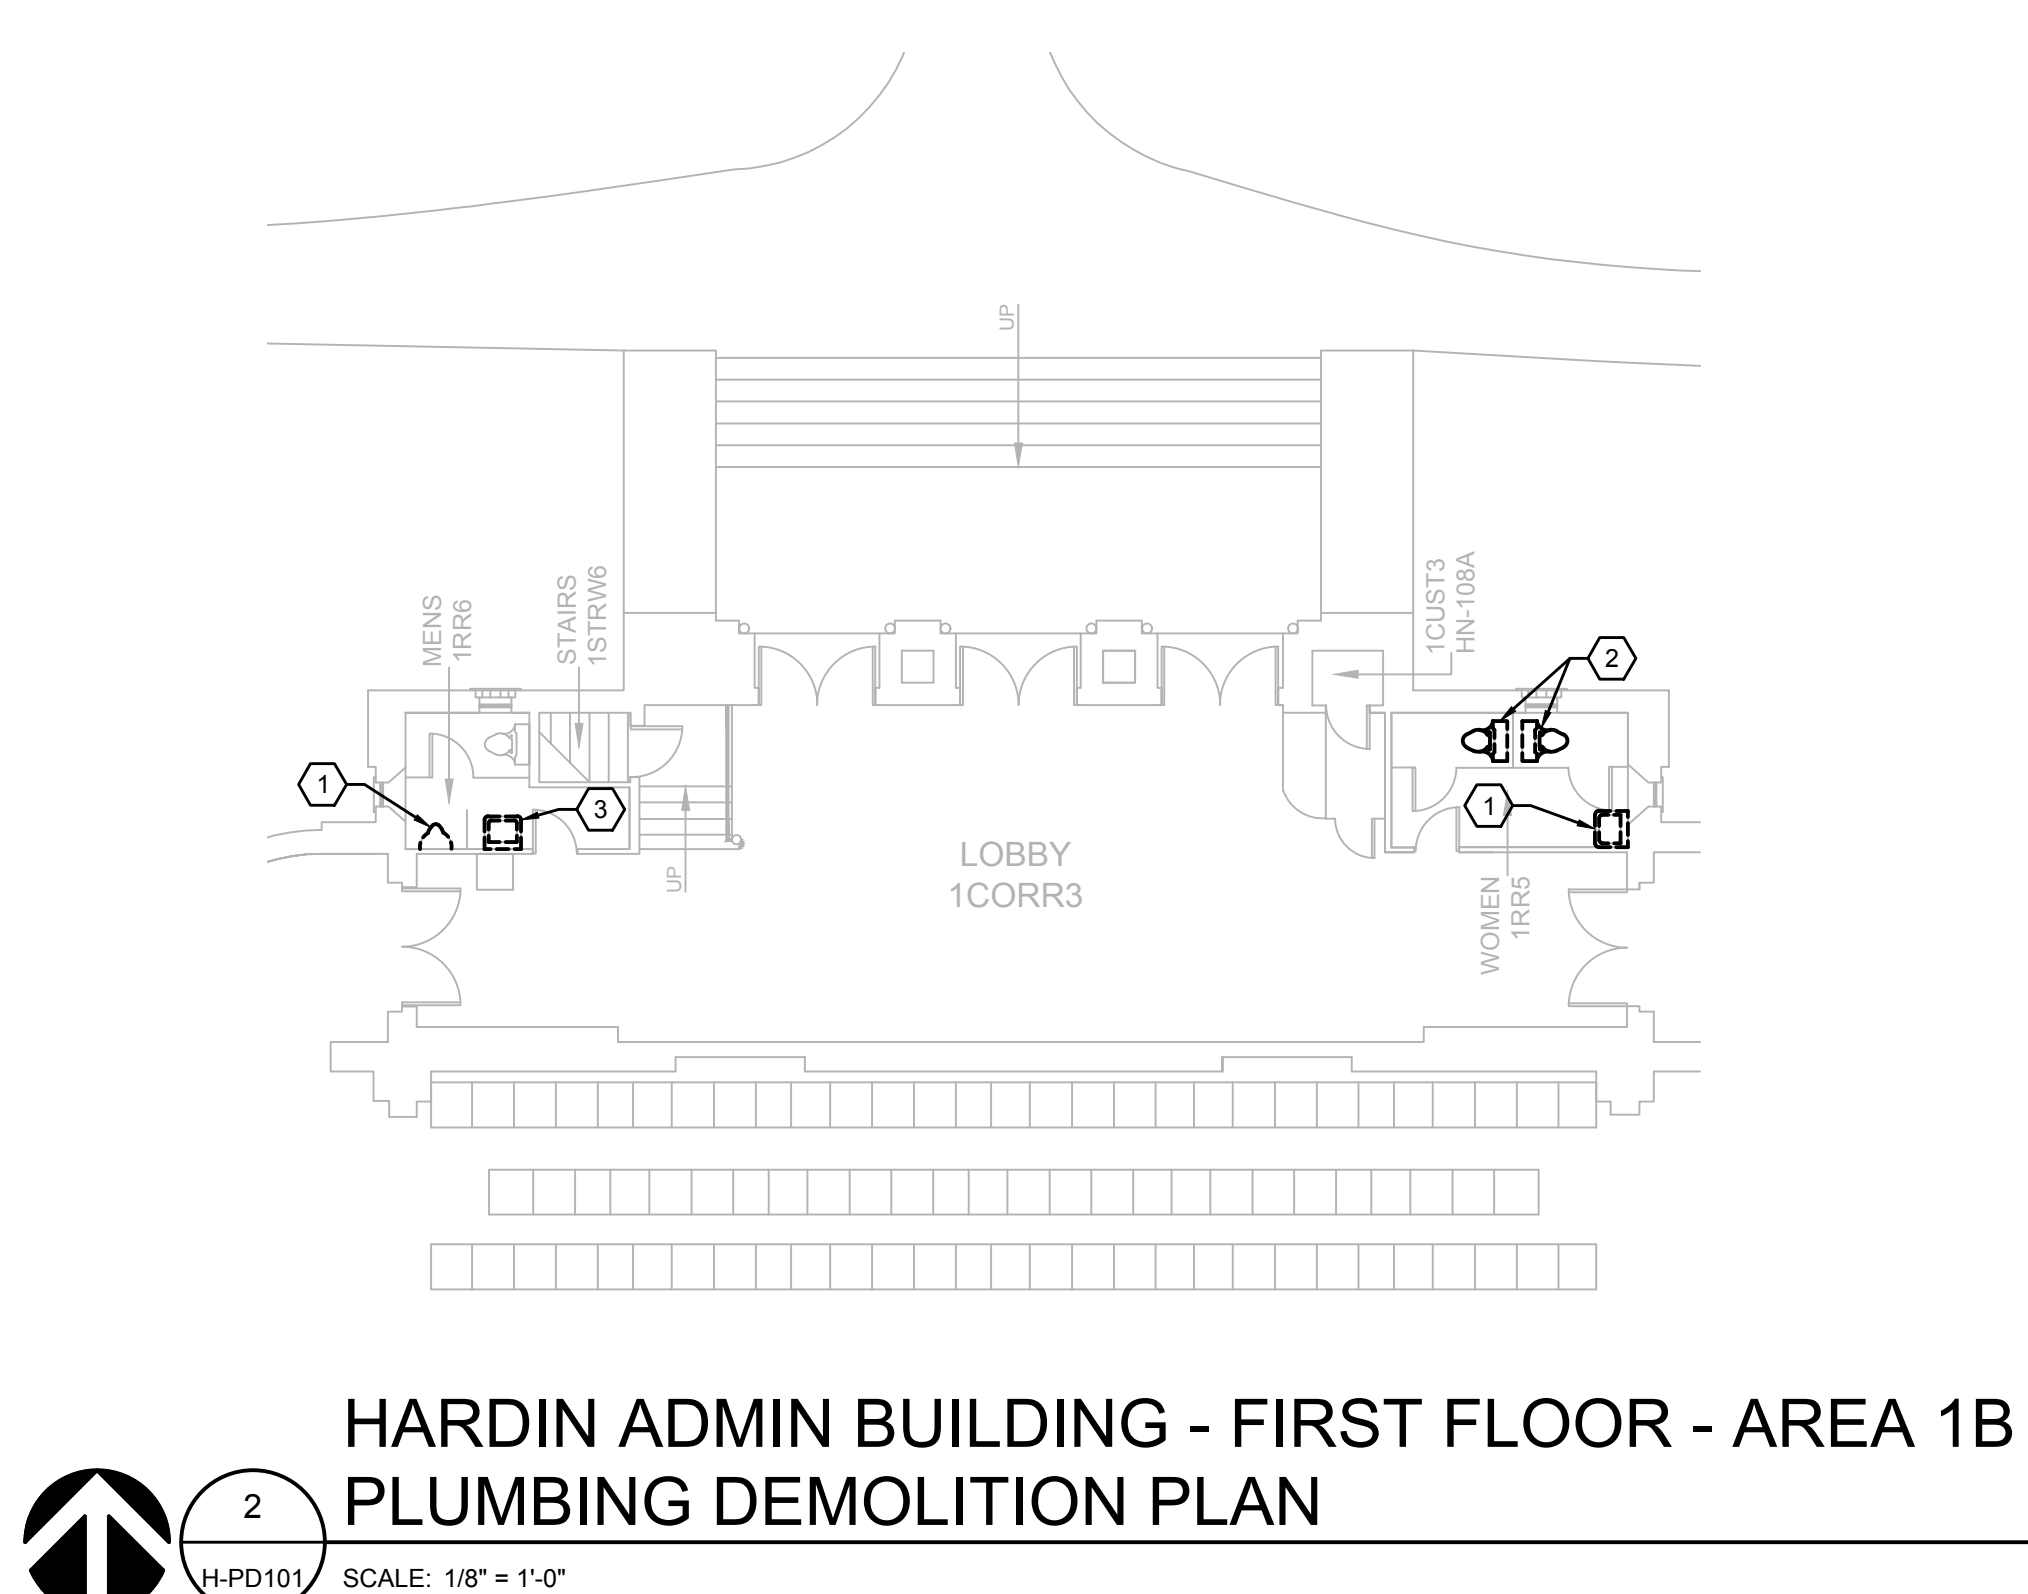 UP
MENS
1RR6
STAIRS
1STRW6
1CUST3
HN-108A
2
1
3
1
UP
LOBBY
1CORR3
WOMEN
1RR5
HARDIN ADMIN BUILDING - FIRST FLOOR - AREA 1B
PLUMBING DEMOLITION PLAN
2
H-PD101
SCALE: 1/8" = 1'-0"